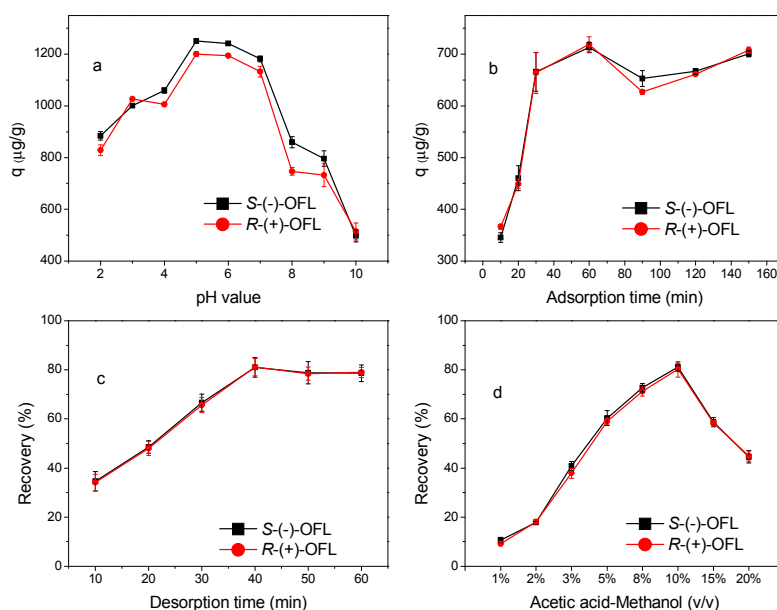 a
q (μg/g)
1200
1000
800
600
400
S-(-)-OFL
R-(+)-OFL
2 4 6 8 10
pH value
b
q (μg/g)
700
600
500
400
300
S-(-)-OFL
R-(+)-OFL
0 20 40 60 80 100 120 140 160
Adsorption time (min)
c
Recovery (%)
100
80
60
40
20
0
S-(-)-OFL
R-(+)-OFL
10 20 30 40 50 60
Desorption time (min)
d
Recovery (%)
100
80
60
40
20
0
S-(-)-OFL
R-(+)-OFL
1% 2% 3% 5% 8% 10% 15% 20%
Acetic acid-Methanol (v/v)